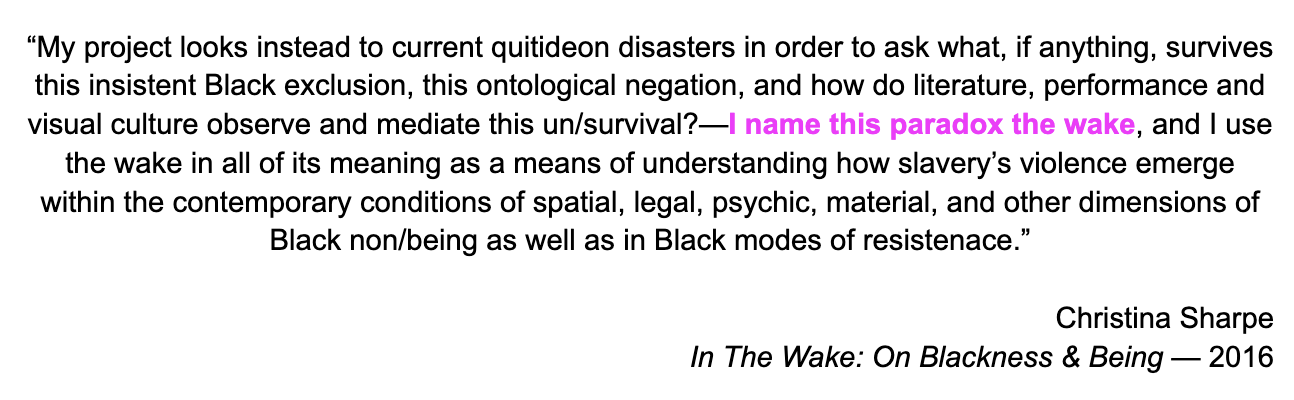 “My project looks instead to current quitideon disasters in order to ask what, if anything, survives
this insistent Black exclusion, this ontological negation, and how do literature, performance and
visual culture observe and mediate this un/survival?—I name this paradox the wake, and I use
the wake in all of its meaning as a means of understanding how slavery’s violence emerge
within the contemporary conditions of spatial, legal, psychic, material, and other dimensions of
Black non/being as well as in Black modes of resistenace.”
Christina Sharpe
In The Wake: On Blackness & Being — 2016